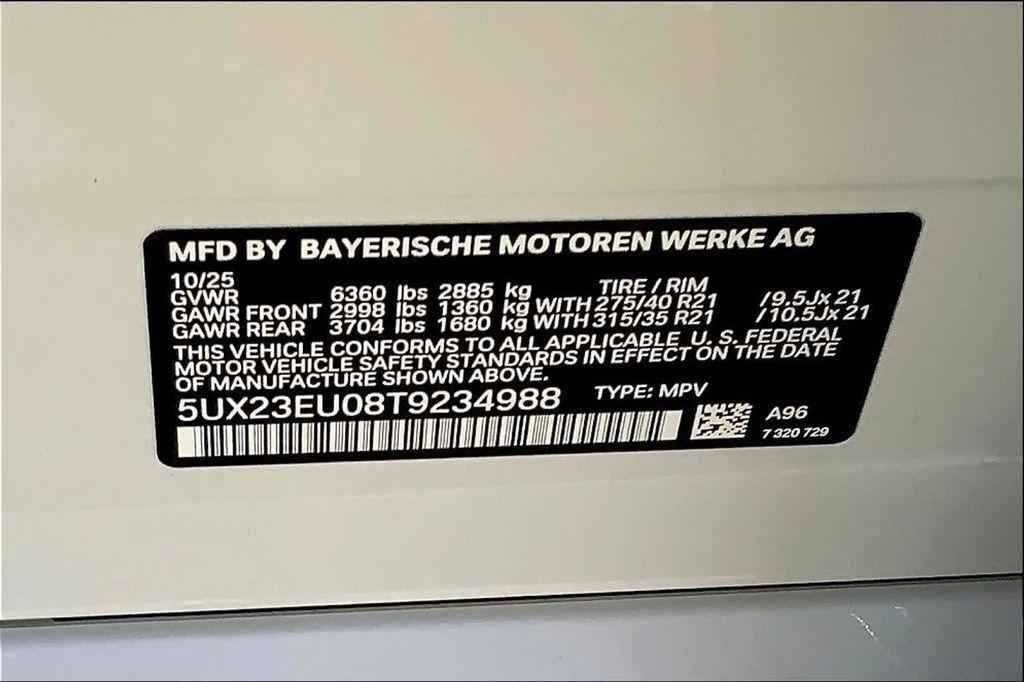 MFD BY BAYERISCHE MOTOREN WERKE AG
10/25 TIRE / RIM
GVWR 6360 lbs 2885 kg
GAWR FRONT 2998 lbs 1360 kg WITH 275/40 R21 /9.5Jx 21
GAWR REAR 3704 lbs 1680 kg WITH 315/35 R21 /10.5Jx 21
THIS VEHICLE CONFORMS TO ALL APPLICABLE U. S. FEDERAL
MOTOR VEHICLE SAFETY STANDARDS IN EFFECT ON THE DATE
OF MANUFACTURE SHOWN ABOVE.
5UX23EU08T9234988 TYPE: MPV
A96
7 320 729